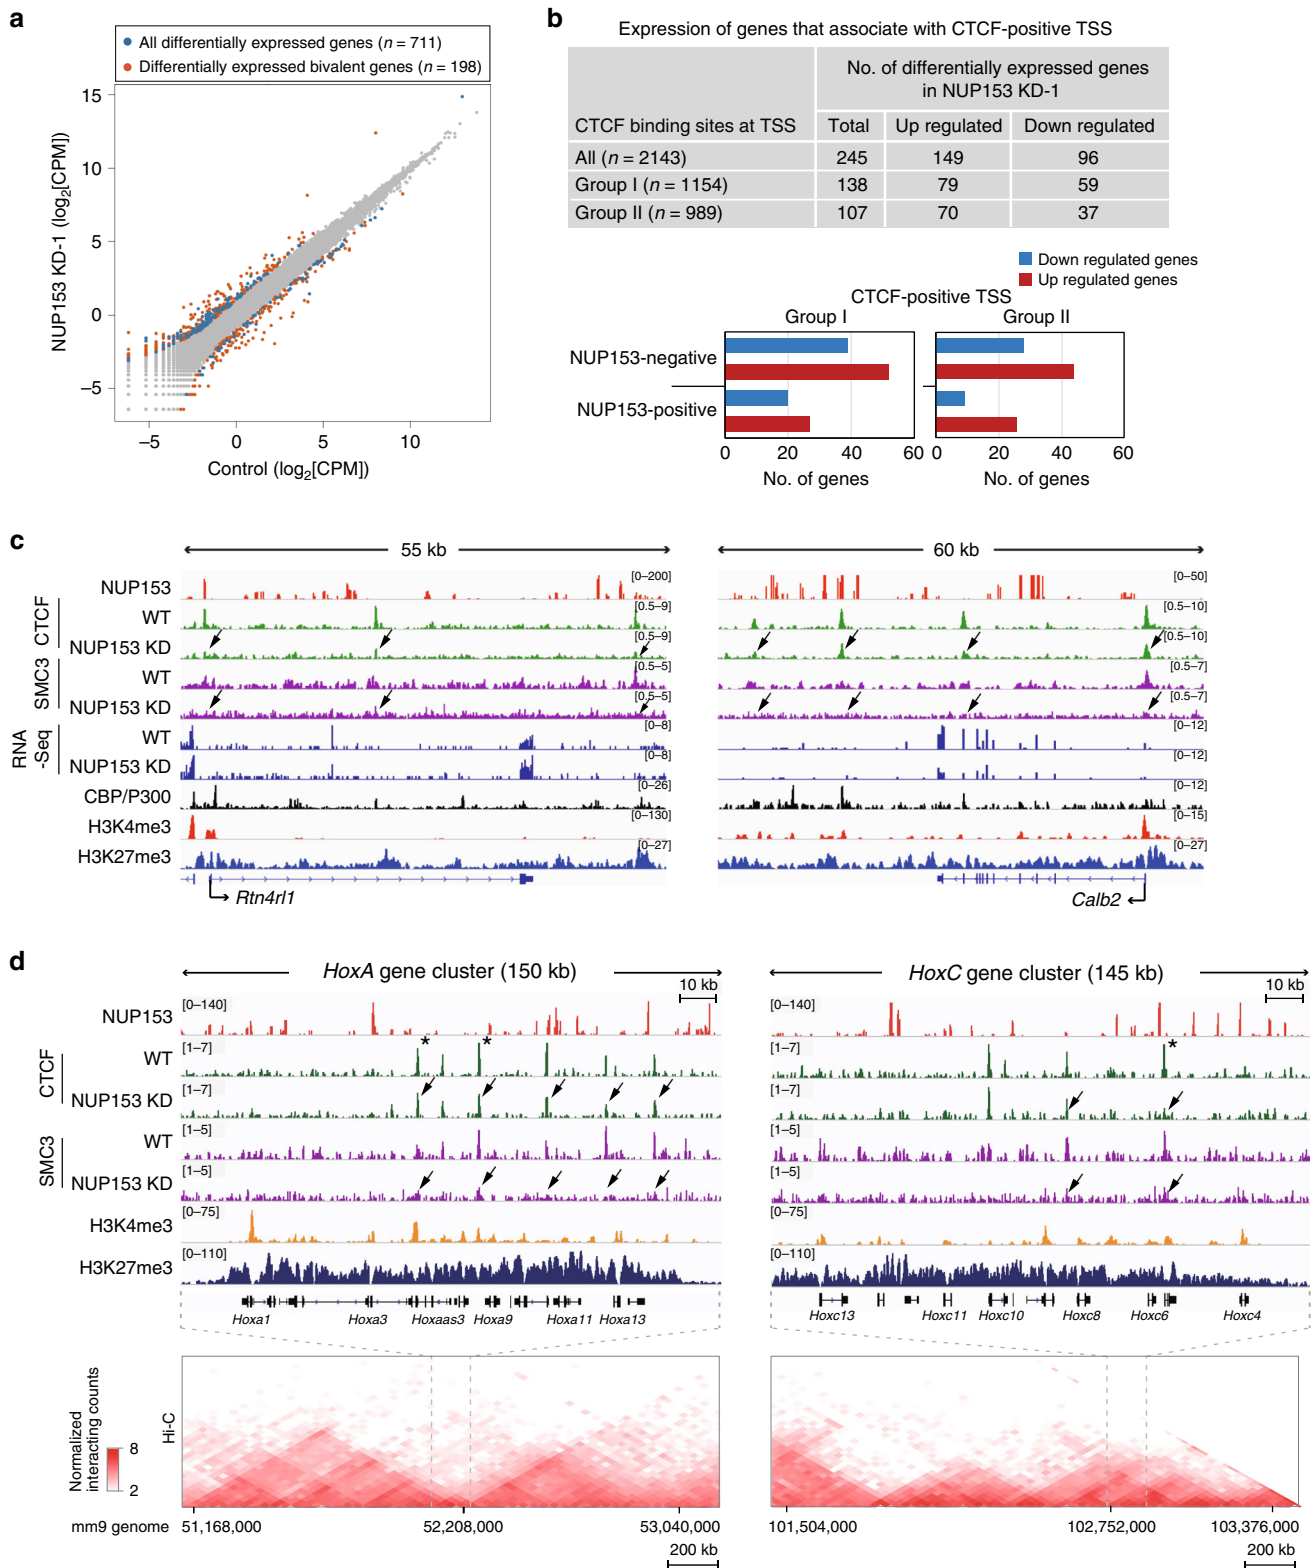 a
All differentially expressed genes (n = 711)
Differentially expressed bivalent genes (n = 198)
15
10
5
0
−5
NUP153 KD-1 (log2[CPM])
−5
0
5
10
Control (log2[CPM])
b
Expression of genes that associate with CTCF-positive TSS
No. of differentially expressed genes
in NUP153 KD-1
CTCF binding sites at TSS
Total
Up regulated
Down regulated
All (n = 2143)
245
149
96
Group I (n = 1154)
138
79
59
Group II (n = 989)
107
70
37
Down regulated genes
Up regulated genes
CTCF-positive TSS
Group I
Group II
NUP153-negative
NUP153-positive
0
20
40
60
0
20
40
60
No. of genes
No. of genes
c
55 kb
60 kb
NUP153
[0–200]
[0–50]
CTCF
WT
[0.5–9]
[0.5–10]
NUP153 KD
[0.5–9]
[0.5–10]
SMC3
WT
[0.5–5]
[0.5–7]
NUP153 KD
[0.5–5]
[0.5–7]
RNA
-Seq
WT
[0–8]
[0–12]
NUP153 KD
[0–8]
[0–12]
CBP/P300
[0–26]
[0–12]
H3K4me3
[0–130]
[0–15]
H3K27me3
[0–27]
[0–27]
Rtn4rl1
Calb2
d
HoxA gene cluster (150 kb)
HoxC gene cluster (145 kb)
10 kb
10 kb
NUP153
[0–140]
[0–140]
CTCF
WT
[1–7]
* *
[1–7]
*
NUP153 KD
[1–7]
[1–7]
SMC3
WT
[1–5]
[1–5]
NUP153 KD
[1–5]
[1–5]
H3K4me3
[0–75]
[0–75]
H3K27me3
[0–110]
[0–110]
Hoxa1
Hoxa3
Hoxaas3
Hoxa9
Hoxa11
Hoxa13
Hoxc13
Hoxc11
Hoxc10
Hoxc8
Hoxc6
Hoxc4
Normalized
interacting counts
8
2
Hi-C
mm9 genome
51,168,000
52,208,000
53,040,000
101,504,000
102,752,000
103,376,000
200 kb
200 kb